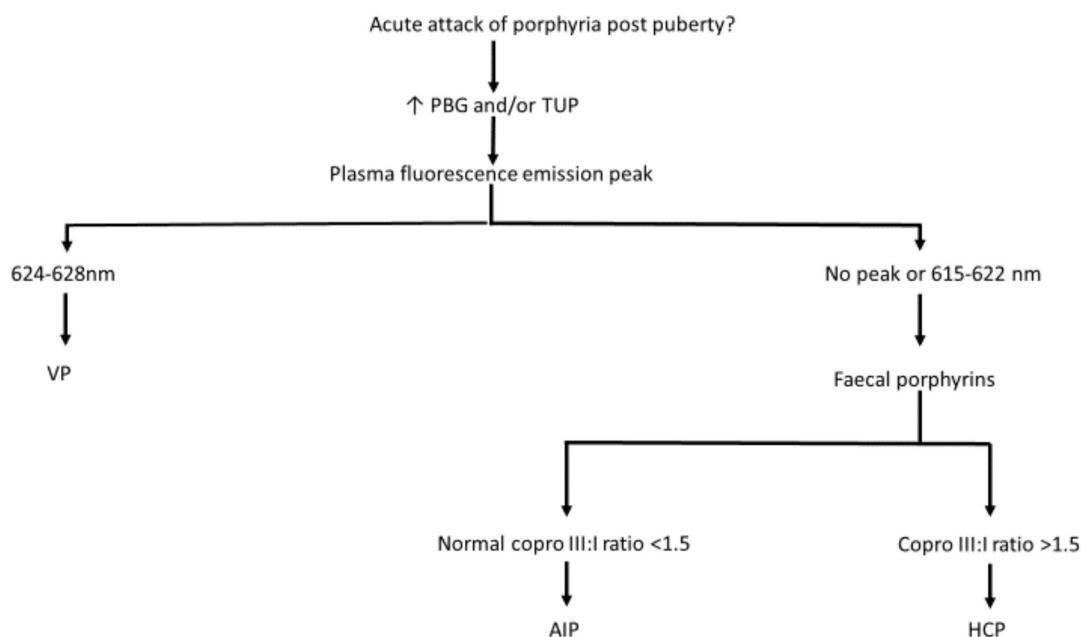 Acute attack of porphyria post puberty?
↑ PBG and/or TUP
Plasma fluorescence emission peak
624-628nm
No peak or 615-622 nm
VP
Faecal porphyrins
Normal copro III:I ratio <1.5
Copro III:I ratio >1.5
AIP
HCP